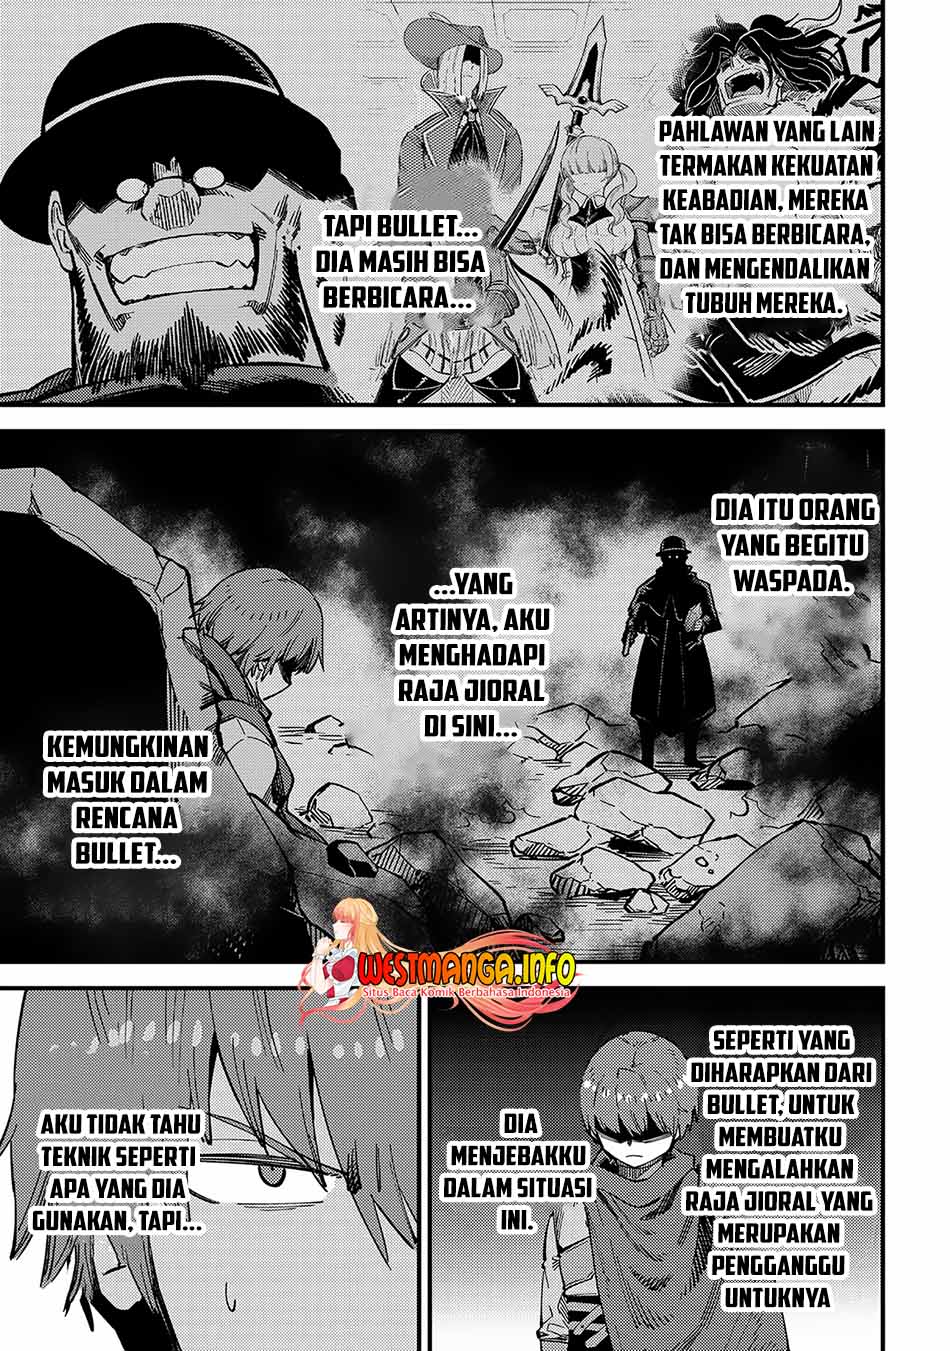 PAHLAWAN YANG LAIN
TERMAKAN KEKUATAN
KEABADIAN, MEREKA
TAK BISA BERBICARA,
DAN MENGENDALIKAN
TUBUH MEREKA.
TAPI BULLET...
DIA MASIH BISA
BERBICARA...
DIA ITU ORANG
YANG BEGITU
WASPADA.
...YANG
ARTINYA, AKU
MENGHADAPI
RAJA JIORAL
DI SINI...
KEMUNGKINAN
MASUK DALAM
RENCANA
BULLET...
WESTMANGA.INFO
Situs Baca Komik Berbahasa Indonesia
SEPERTI YANG
DIHARAPKAN DARI
BULLET, UNTUK
MEMBUATKU
MENGALAHKAN
RAJA JIORAL YANG
MERUPAKAN
PENGGANGGU
UNTUKNYA
DIA
MENJEBAKKU
DALAM SITUASI
INI.
AKU TIDAK TAHU
TEKNIK SEPERTI
APA YANG DIA
GUNAKAN, TAPI...